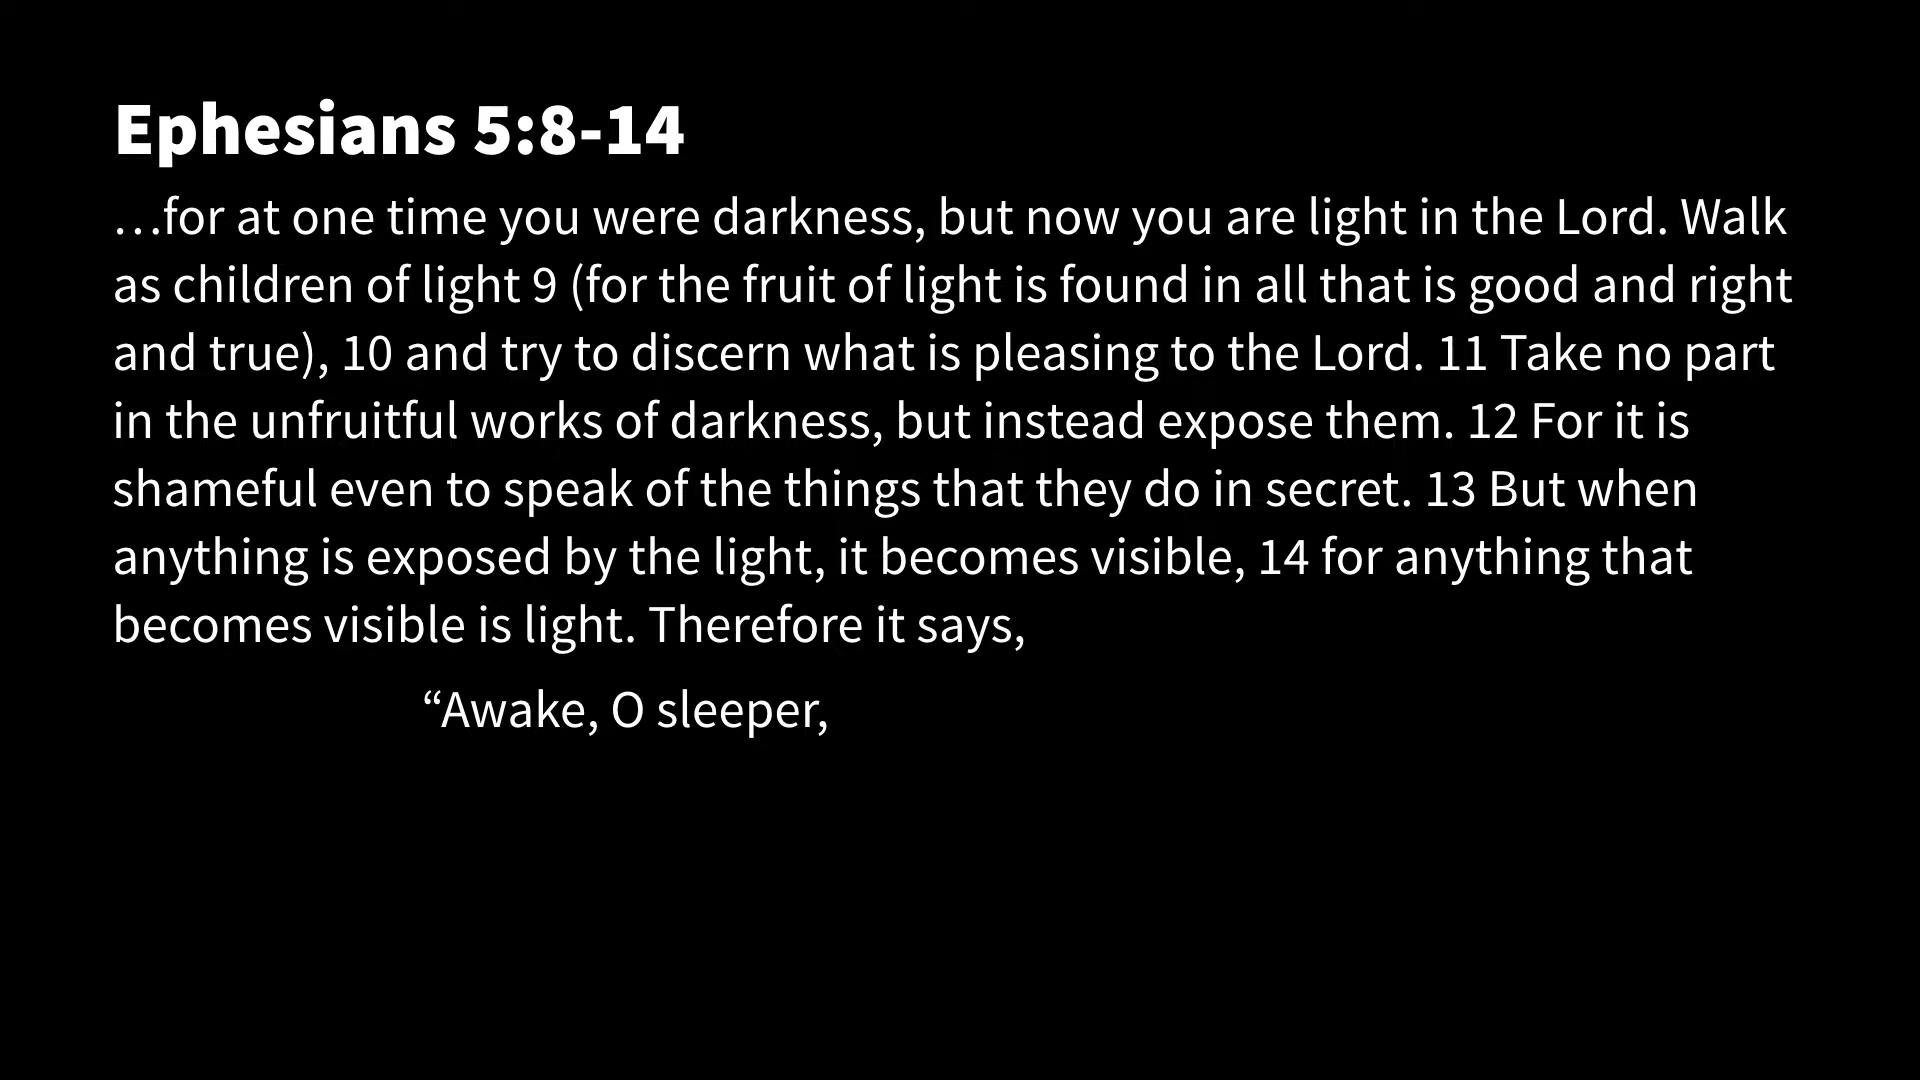 Ephesians 5:8-14
…for at one time you were darkness, but now you are light in the Lord. Walk
as children of light 9 (for the fruit of light is found in all that is good and right
and true), 10 and try to discern what is pleasing to the Lord. 11 Take no part
in the unfruitful works of darkness, but instead expose them. 12 For it is
shameful even to speak of the things that they do in secret. 13 But when
anything is exposed by the light, it becomes visible, 14 for anything that
becomes visible is light. Therefore it says,
“Awake, O sleeper,